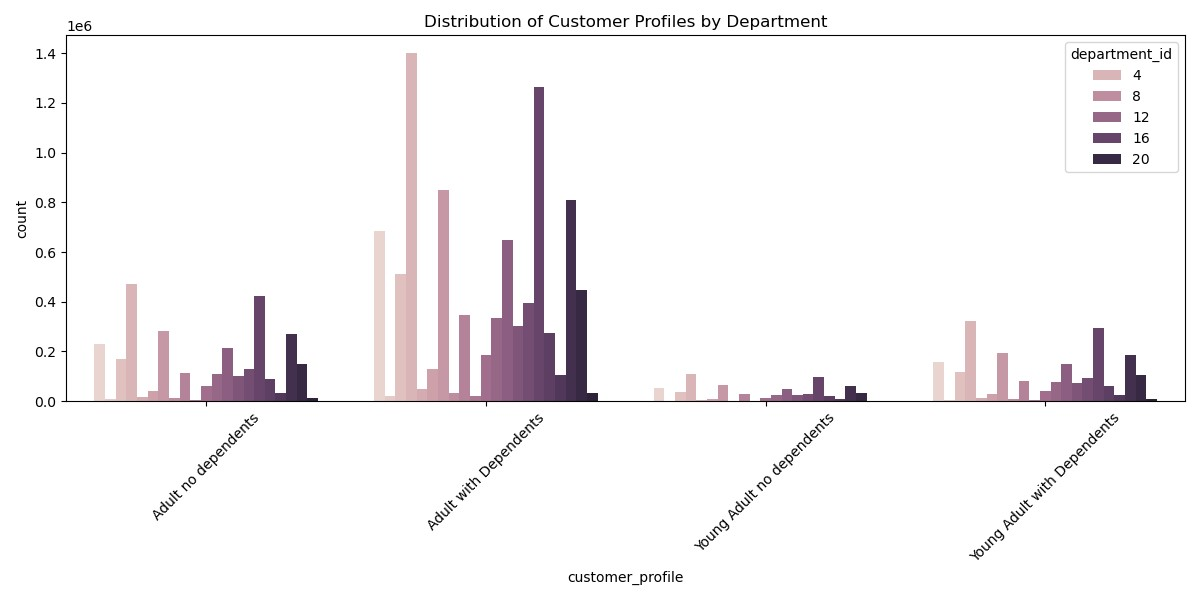 Distribution of Customer Profiles by Department
1e6
1.4
1.2
1.0
0.8
0.6
0.4
0.2
0.0
count
department_id
4
8
12
16
20
Adult no dependents
Adult with Dependents
Young Adult no dependents
Young Adult with Dependents
customer_profile